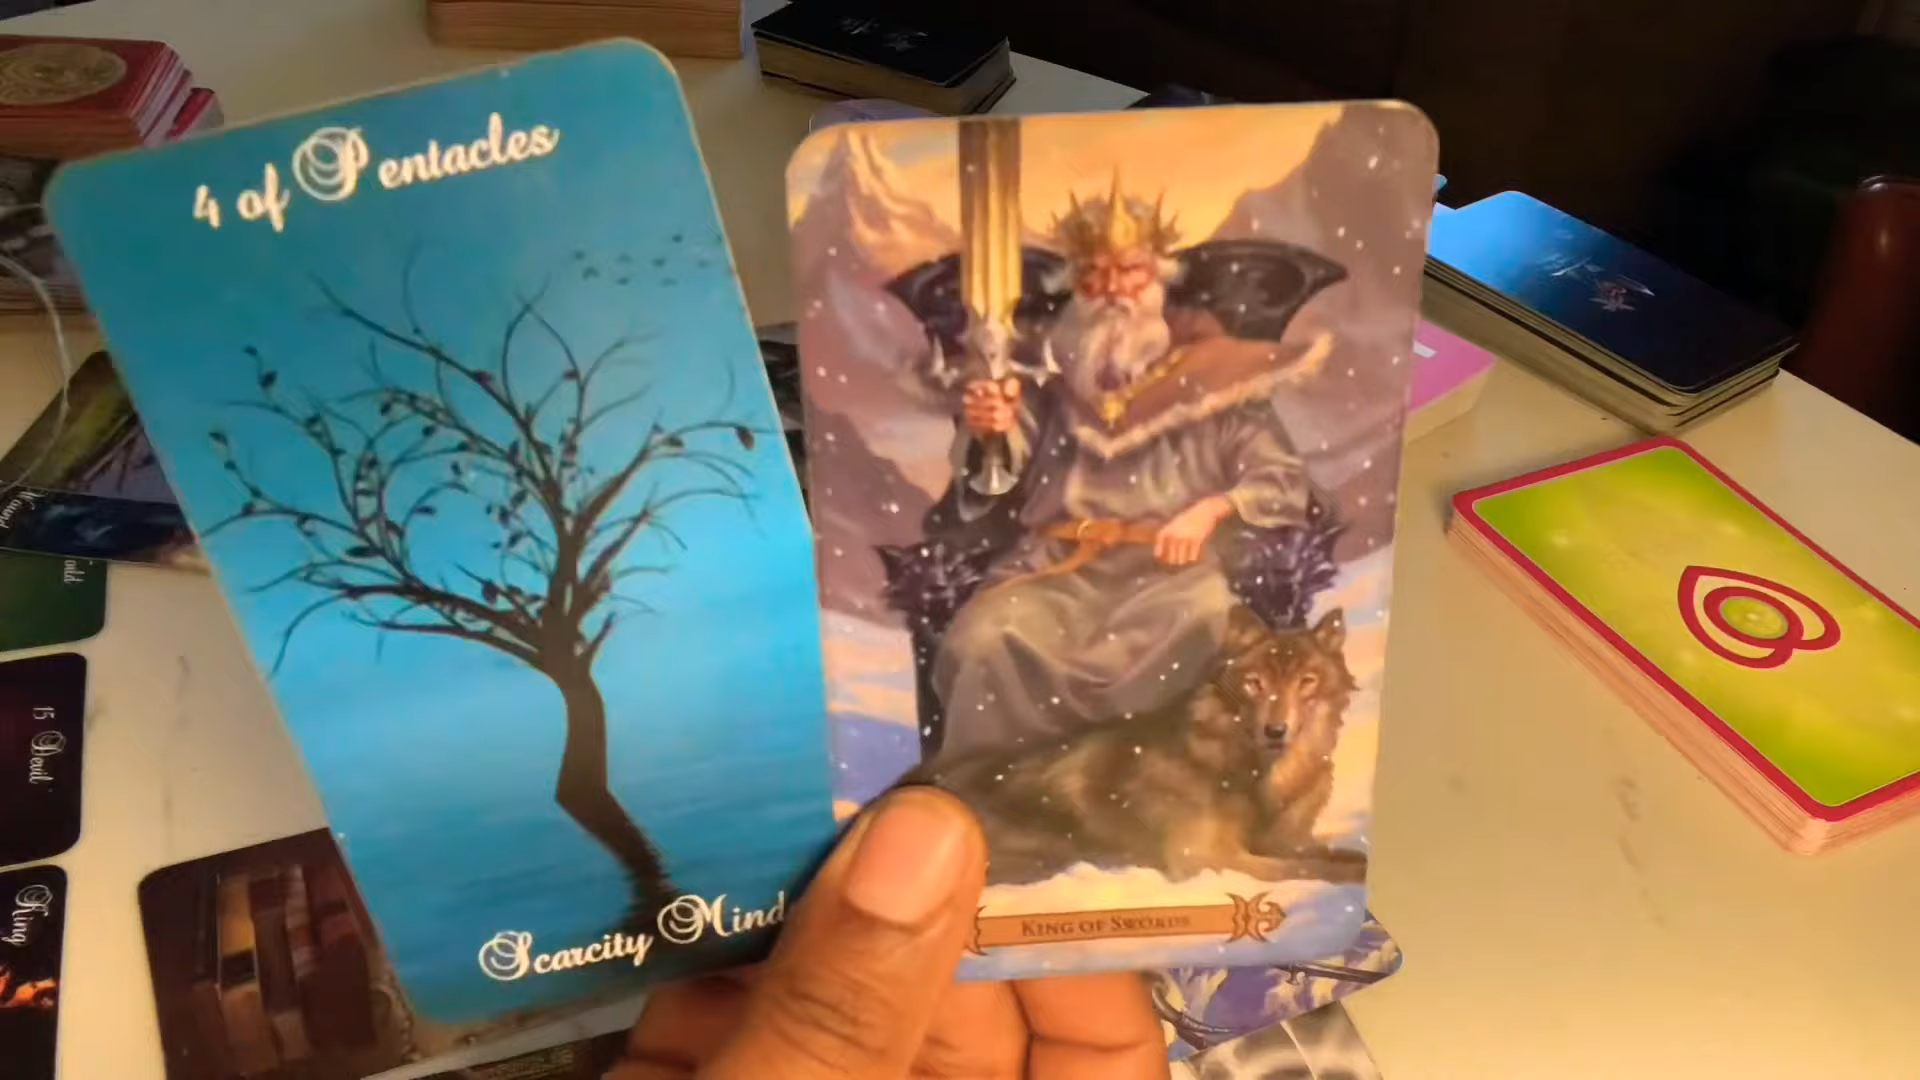 4 of Pentacles
Scarcity Mind
KING OF SWORDS
15 Devil
King